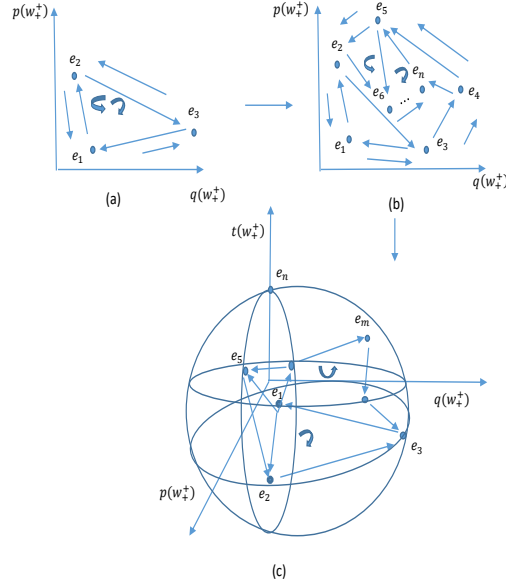 p(w₊⁺)
e₂
e₃
e₁
q(w₊⁺)
(a)
p(w₊⁺)
e₅
e₂
eₙ
e₄
e₆
...
e₁
e₃
q(w₊⁺)
(b)
t(w₊⁺)
eₙ
eₘ
e₅
e₁
q(w₊⁺)
e₃
p(w₊⁺)
e₂
(c)